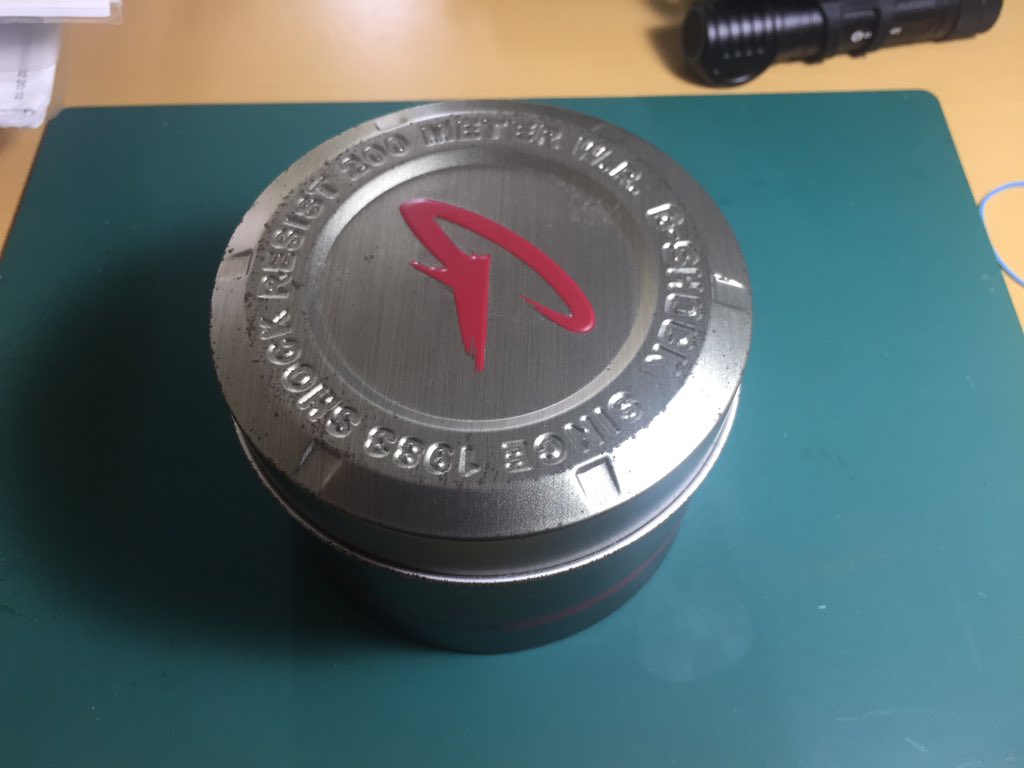 SHOCK RESIST 200 METER W.R. G-SHOCK SINCE 1983